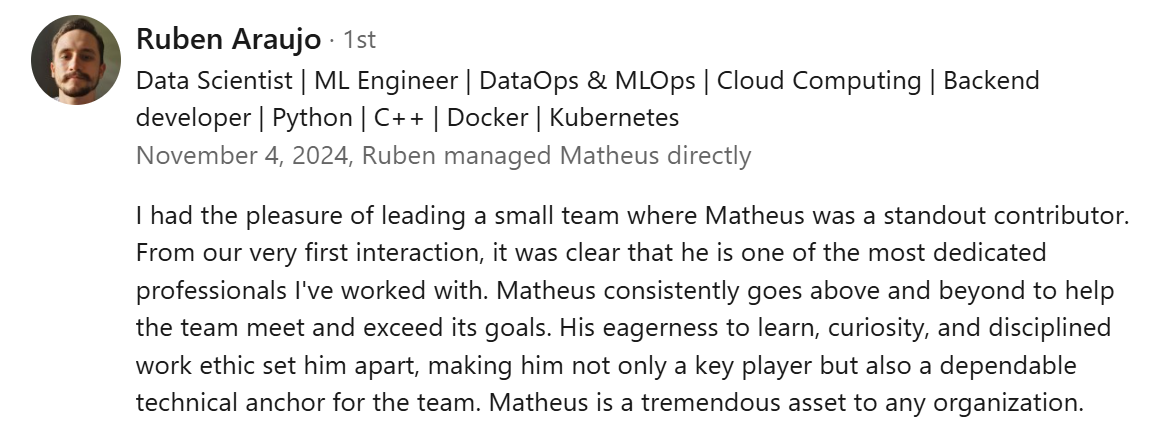 Ruben Araujo · 1st
Data Scientist | ML Engineer | DataOps & MLOps | Cloud Computing | Backend
developer | Python | C++ | Docker | Kubernetes
November 4, 2024, Ruben managed Matheus directly
I had the pleasure of leading a small team where Matheus was a standout contributor.
From our very first interaction, it was clear that he is one of the most dedicated
professionals I've worked with. Matheus consistently goes above and beyond to help
the team meet and exceed its goals. His eagerness to learn, curiosity, and disciplined
work ethic set him apart, making him not only a key player but also a dependable
technical anchor for the team. Matheus is a tremendous asset to any organization.